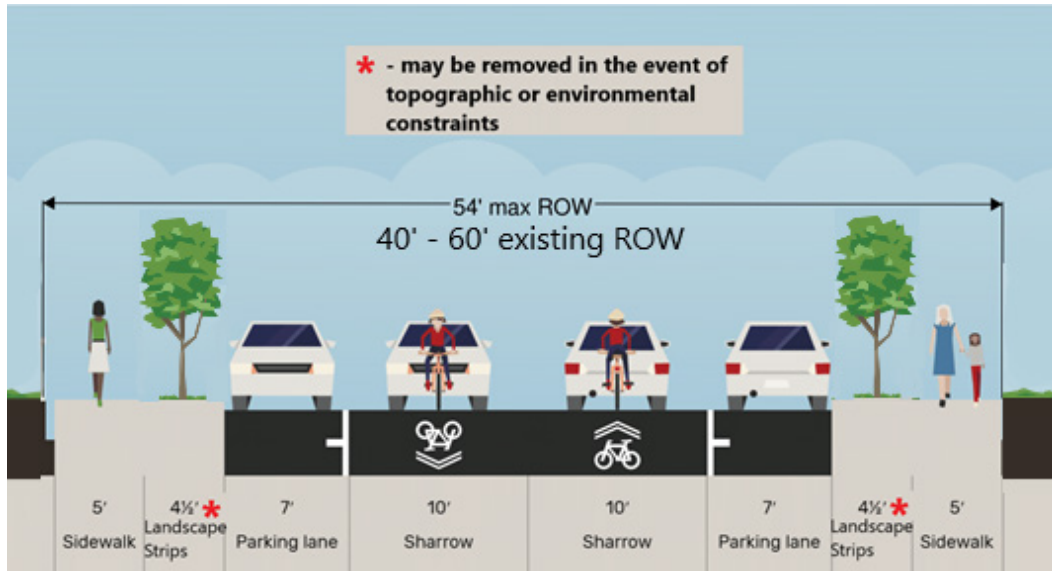 * - may be removed in the event of
topographic or environmental
constraints
54' max ROW
40' - 60' existing ROW
5'
Sidewalk
4½' *
Landscape
Strips
7'
Parking lane
10'
Sharrow
10'
Sharrow
7'
Parking lane
4½' *
Landscape
Strips
5'
Sidewalk